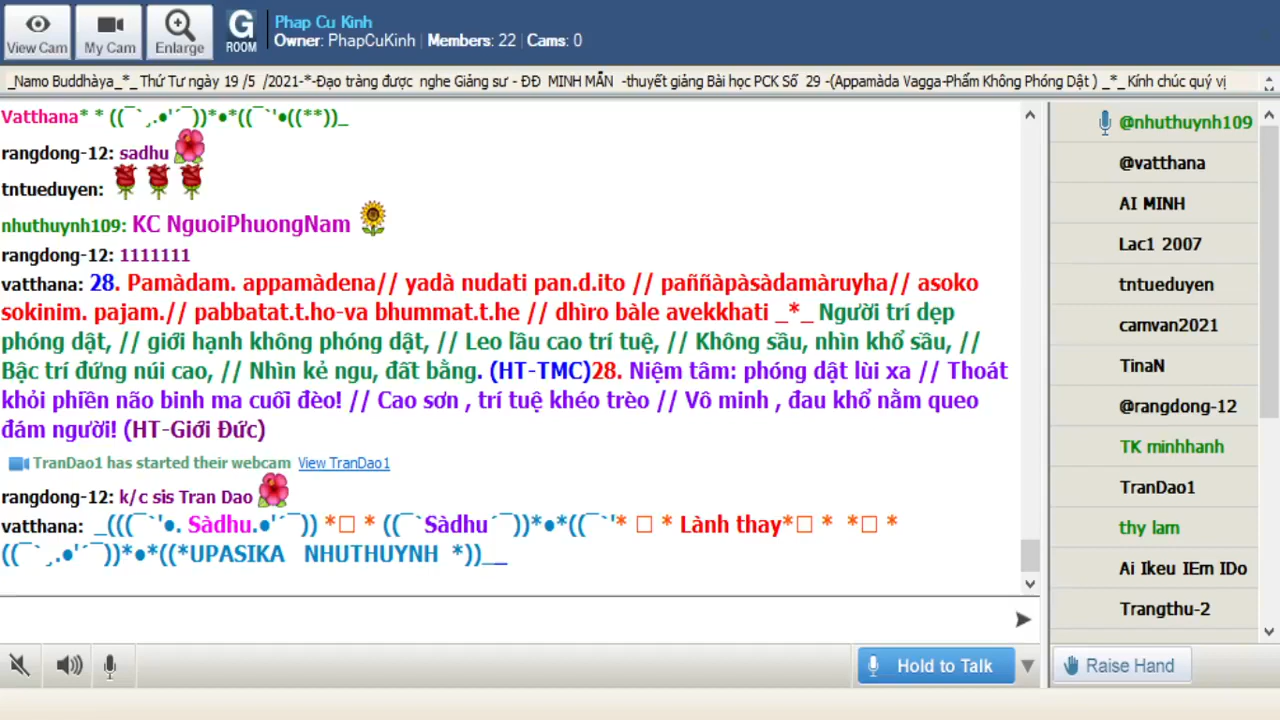 View Cam
My Cam
Enlarge
G
ROOM
Phap Cu Kinh
Owner: PhapCuKinh | Members: 22 | Cams: 0
_Namo Buddhàya_*_ Thứ Tư ngày 19 /5 /2021-*-Đạo tràng được nghe Giảng sư - ĐĐ MINH MẪN -thuyết giảng Bài học PCK Số 29 -(Appamàda Vagga-Phẩm Không Phóng Dật ) _*_ Kính chúc quý vị
Vatthana* * ((¯`¸.●'´¯))*●*((¯`'●((**))_
rangdong-12: sadhu
tntueduyen:
nhuthuynh109: KC NguoiPhuongNam
rangdong-12: 1111111
vatthana: 28. Pamàdam. appamàdena// yadà nudati pan.d.ito // paññàpàsàdamàruyha// asoko
sokinim. pajam.// pabbatat.t.ho-va bhummat.t.he // dhìro bàle avekkhati _*_ Người trí dẹp
phóng dật, // giới hạnh không phóng dật, // Leo lầu cao trí tuệ, // Không sầu, nhìn khổ sầu, //
Bậc trí đứng núi cao, // Nhìn kẻ ngu, đất bằng. (HT-TMC)28. Niệm tâm: phóng dật lùi xa // Thoát
khỏi phiền não binh ma cuối đèo! // Cao sơn , trí tuệ khéo trèo // Vô minh , đau khổ nằm queo
đám người! (HT-Giới Đức)
TranDao1 has started their webcam View TranDao1
rangdong-12: k/c sis Tran Dao
vatthana: _(((¯`'●. Sàdhu.●'´¯)) *□ * ((¯`Sàdhu´¯))*●*((¯`'* □ * Lành thay*□ * *□ *
((¯`¸.●'´¯))*●*((*UPASIKA NHUTHUYNH *))__
@nhuthuynh109
@vatthana
AI MINH
Lac1 2007
tntueduyen
camvan2021
TinaN
@rangdong-12
TK minhhanh
TranDao1
thy lam
Ai Ikeu IEm IDo
Trangthu-2
Hold to Talk
Raise Hand